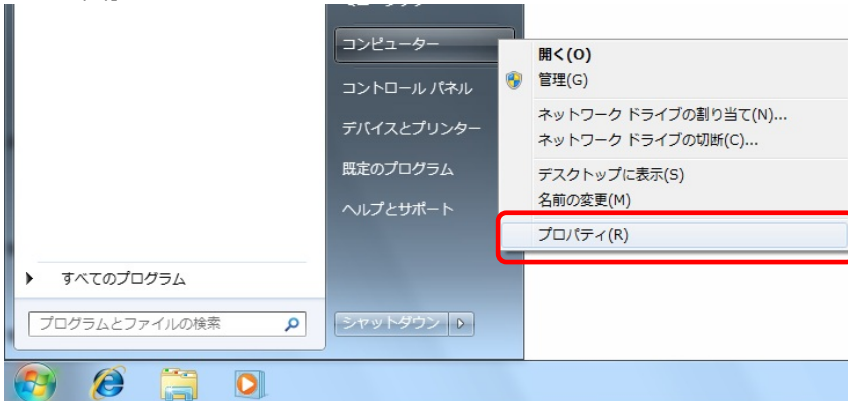 コンピューター
コントロール パネル
デバイスとプリンター
既定のプログラム
ヘルプとサポート
すべてのプログラム
プログラムとファイルの検索
シャットダウン
開く(O)
管理(G)
ネットワーク ドライブの割り当て(N)...
ネットワーク ドライブの切断(C)...
デスクトップに表示(S)
名前の変更(M)
プロパティ(R)